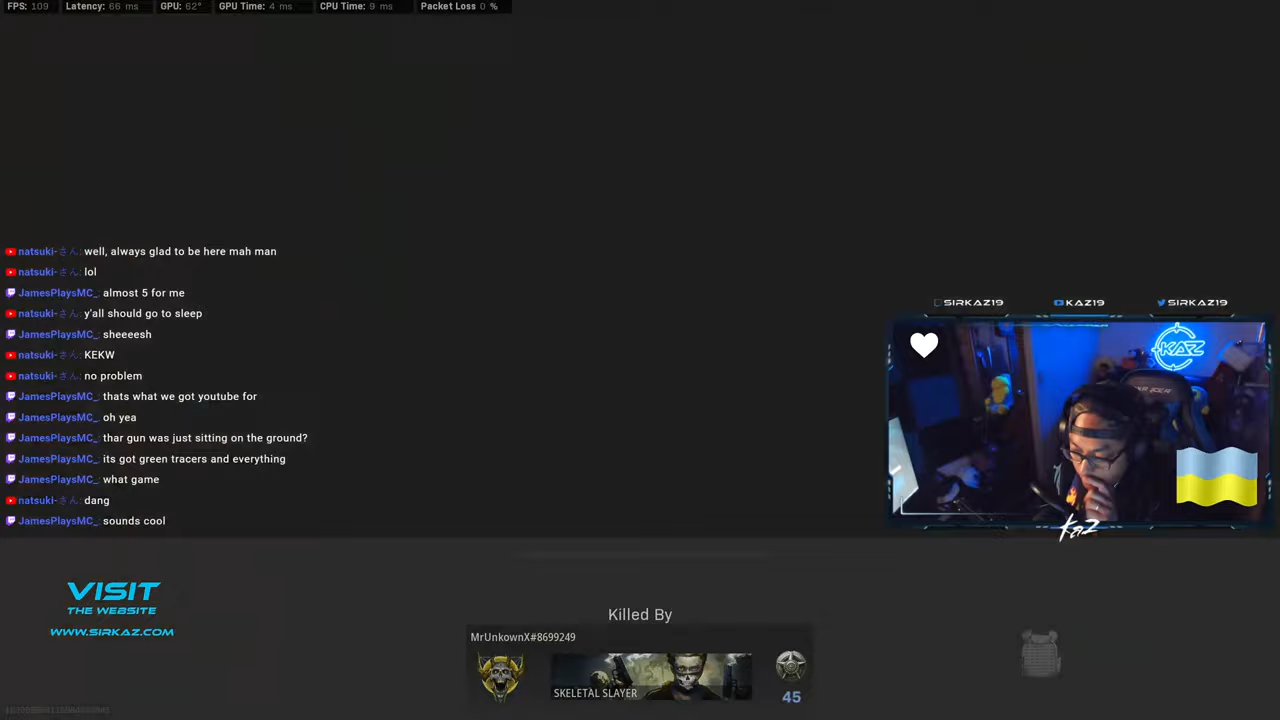 FPS: 109 Latency: 66 ms GPU: 62° GPU Time: 4 ms CPU Time: 9 ms Packet Loss 0 %
natsuki-さん: well, always glad to be here mah man
natsuki-さん: lol
JamesPlaysMC_: almost 5 for me
natsuki-さん: y'all should go to sleep
JamesPlaysMC_: sheeeesh
natsuki-さん: KEKW
natsuki-さん: no problem
JamesPlaysMC_: thats what we got youtube for
JamesPlaysMC_: oh yea
JamesPlaysMC_: thar gun was just sitting on the ground?
JamesPlaysMC_: its got green tracers and everything
JamesPlaysMC_: what game
natsuki-さん: dang
JamesPlaysMC_: sounds cool
SIRKAZ19 KAZ19 SIRKAZ19
KAZ
KaZ
VISIT
THE WEBSITE
WWW.SIRKAZ.COM
Killed By
MrUnkownX#8699249
SKELETAL SLAYER
45